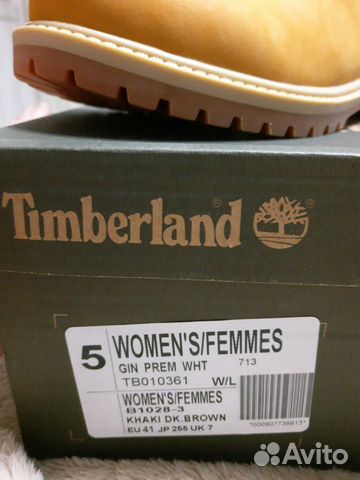 Timberland®
®
5 WOMEN'S/FEMMES
GIN PREM WHT 713
TB010361 W/L
WOMEN'S/FEMMES
B1028-3
KHAKI DK.BROWN
EU 41 JP 255 UK 7
*000907736613*
Avito